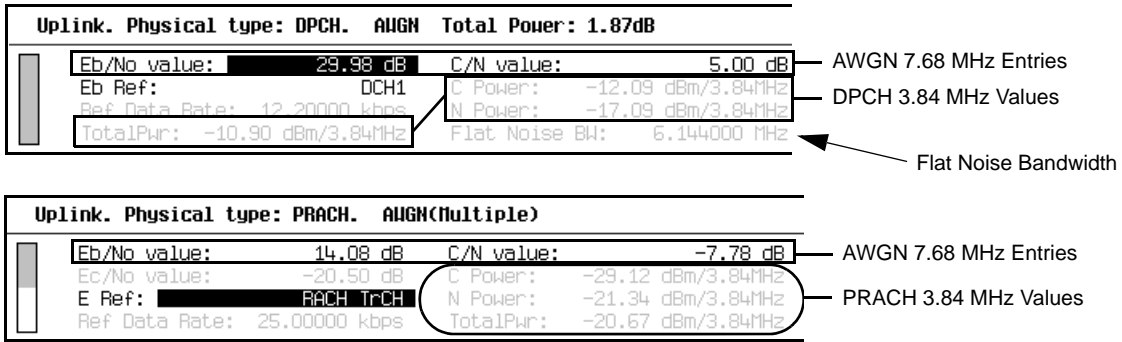 Uplink. Physical type: DPCH. AWGN Total Power: 1.87dB
Eb/No value: 29.98 dB C/N value: 5.00 dB
AWGN 7.68 MHz Entries
Eb Ref: DCH1 C Power: -12.09 dBm/3.84MHz
DPCH 3.84 MHz Values
Ref Data Rate: 12.20000 kbps N Power: -17.09 dBm/3.84MHz
TotalPwr: -10.90 dBm/3.84MHz Flat Noise BW: 6.144000 MHz
Flat Noise Bandwidth
Uplink. Physical type: PRACH. AWGN(Multiple)
Eb/No value: 14.08 dB C/N value: -7.78 dB
AWGN 7.68 MHz Entries
Ec/No value: -20.50 dB C Power: -29.12 dBm/3.84MHz
E Ref: RACH TrCH N Power: -21.34 dBm/3.84MHz
PRACH 3.84 MHz Values
Ref Data Rate: 25.00000 kbps TotalPwr: -20.67 dBm/3.84MHz